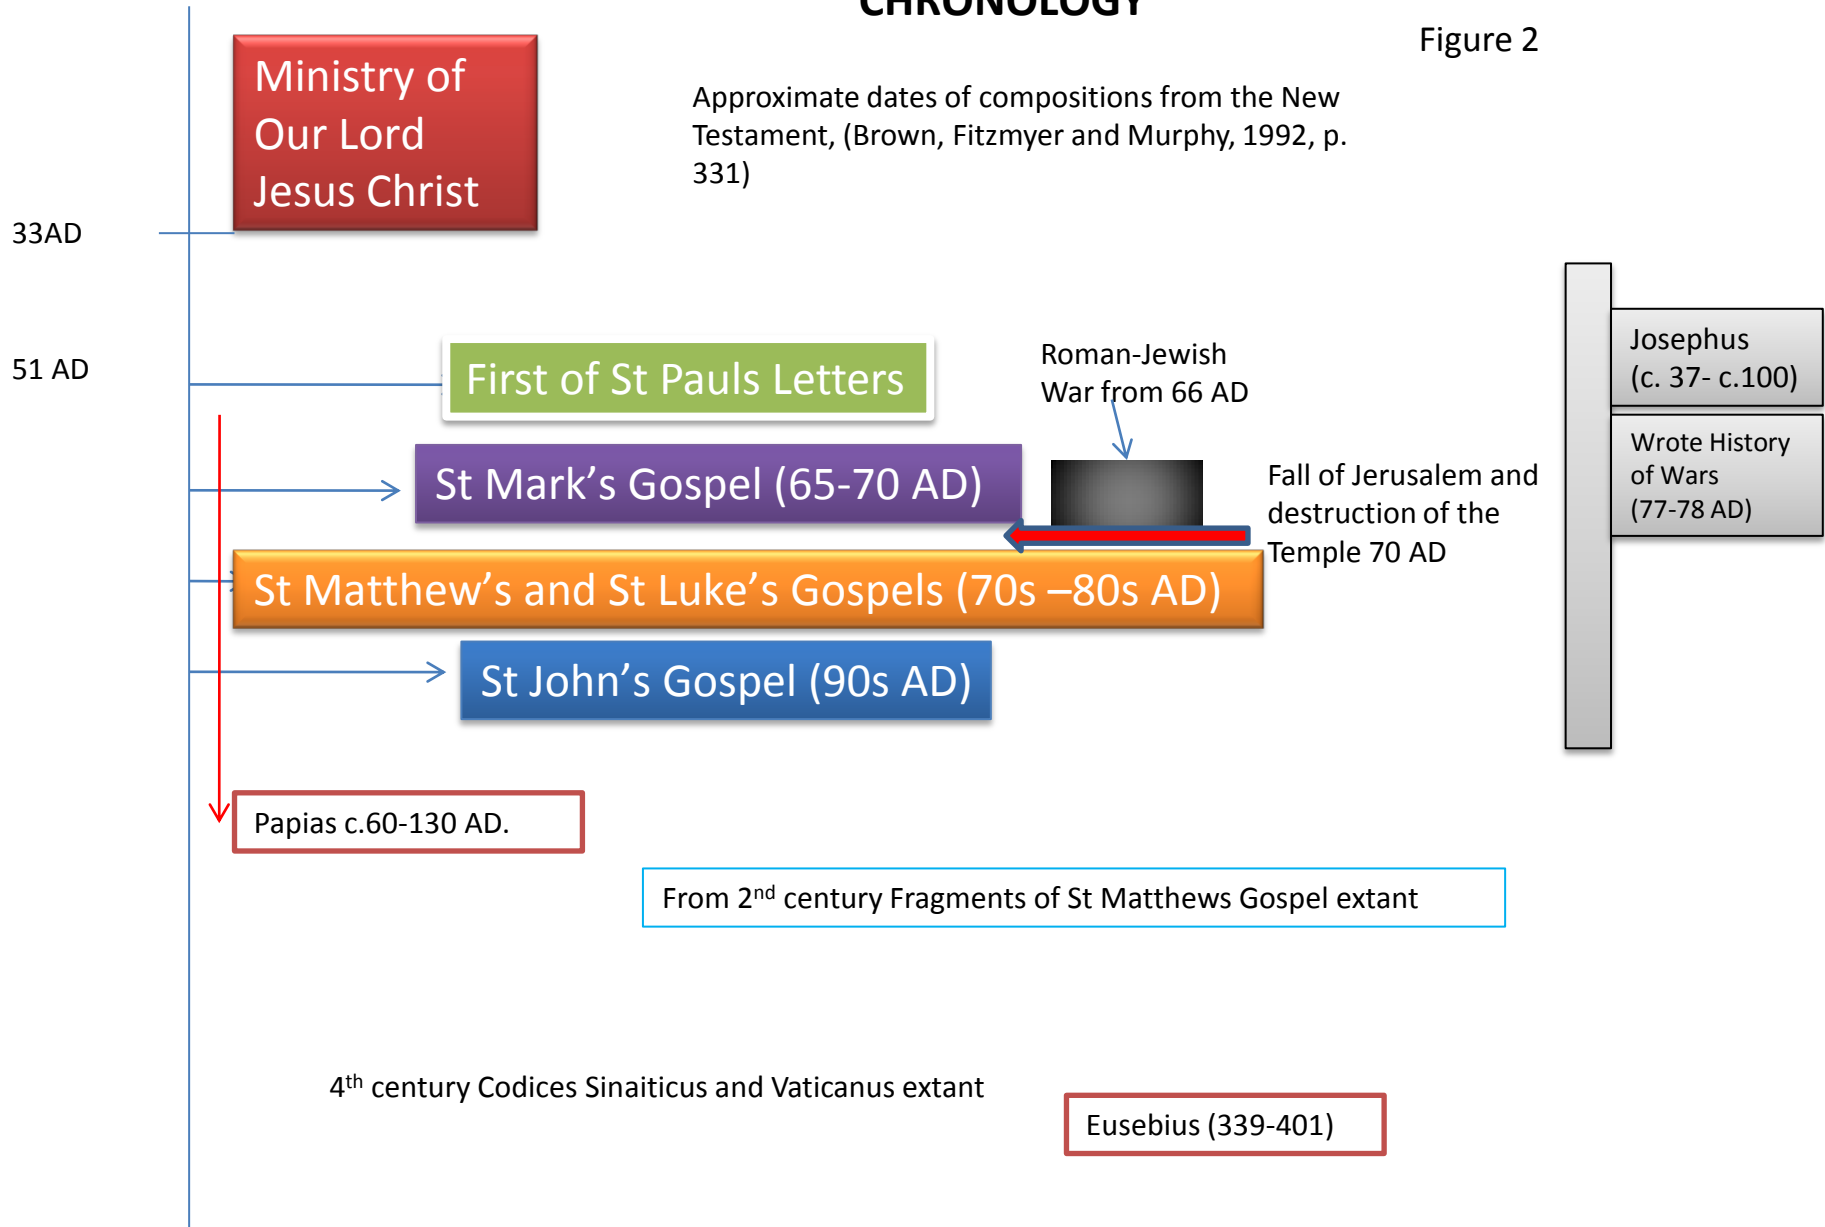 CHRONOLOGY
Figure 2
Ministry of
Our Lord
Jesus Christ
Approximate dates of compositions from the New
Testament, (Brown, Fitzmyer and Murphy, 1992, p.
331)
33AD
51 AD
First of St Pauls Letters
Roman-Jewish
War from 66 AD
Josephus
(c. 37- c.100)
St Mark’s Gospel (65-70 AD)
Fall of Jerusalem and
destruction of the
Temple 70 AD
Wrote History
of Wars
(77-78 AD)
St Matthew’s and St Luke’s Gospels (70s –80s AD)
St John’s Gospel (90s AD)
Papias c.60-130 AD.
From 2nd century Fragments of St Matthews Gospel extant
4th century Codices Sinaiticus and Vaticanus extant
Eusebius (339-401)